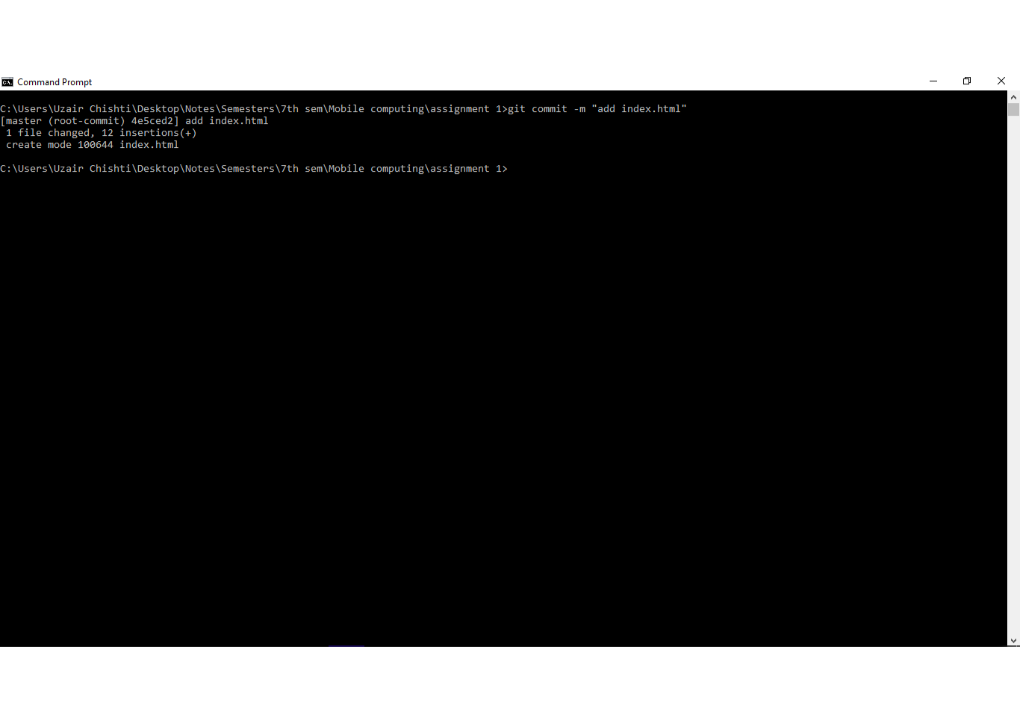 Command Prompt
C:\Users\Uzair Chishti\Desktop\Notes\Semesters\7th sem\Mobile computing\assignment 1>git commit -m "add index.html"
[master (root-commit) 4e5ced2] add index.html
 1 file changed, 12 insertions(+)
 create mode 100644 index.html
C:\Users\Uzair Chishti\Desktop\Notes\Semesters\7th sem\Mobile computing\assignment 1>